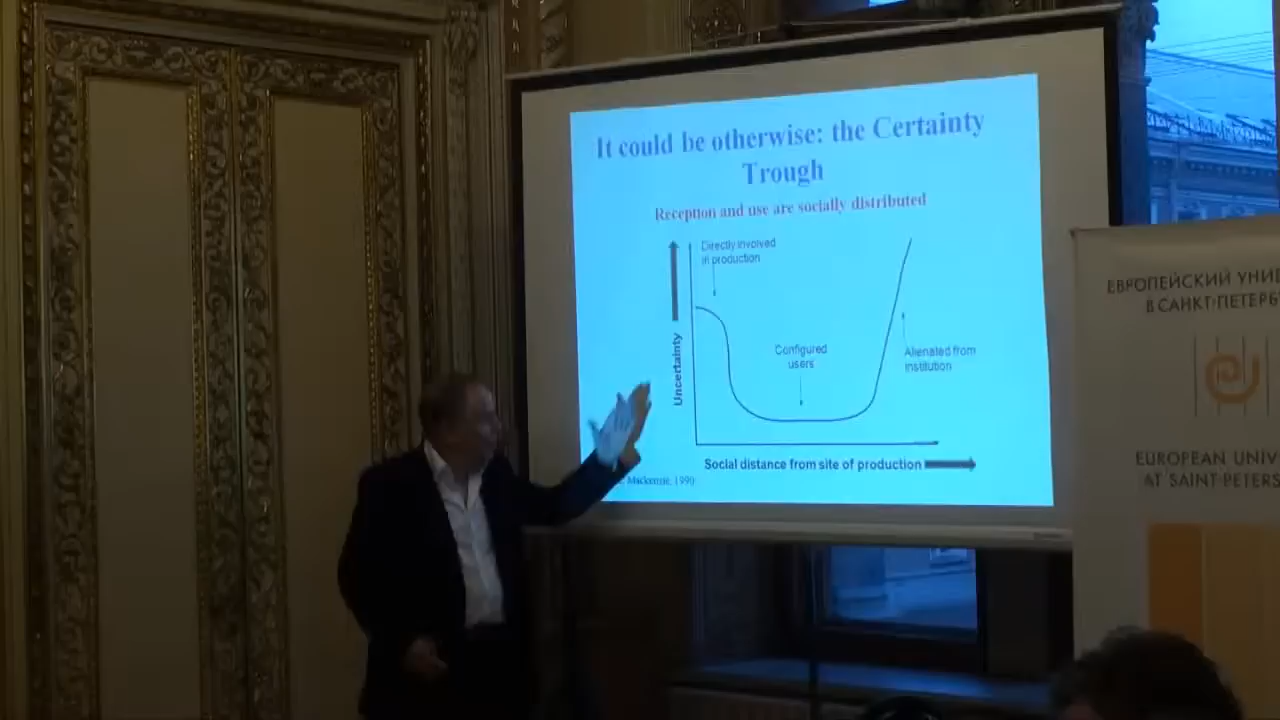 It could be otherwise: the Certainty
Trough
Reception and use are socially distributed
Directly involved
in production
Uncertainty
Configured
users
Alienated from
institution
Social distance from site of production
Mackenzie, 1990
ЕВРОПЕЙСКИЙ УНИ
В САНКТ-ПЕТЕРБ
EUROPEAN UNIV
AT SAINT-PETERS